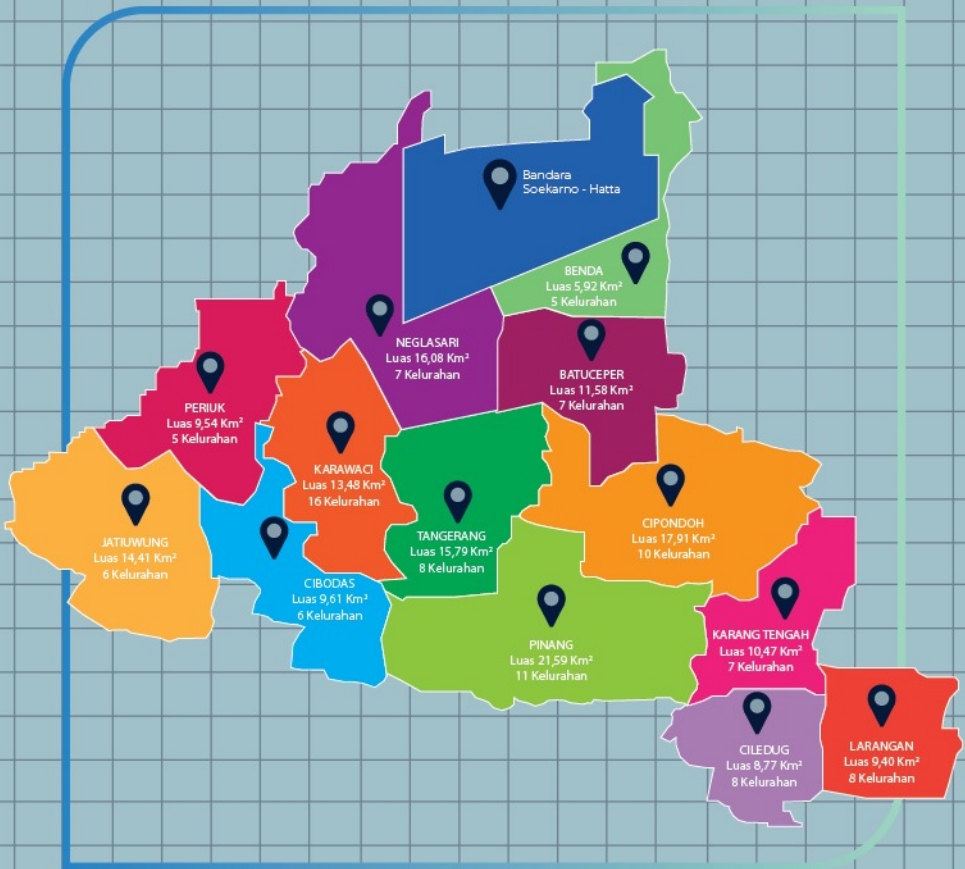 Bandara
Soekarno - Hatta
BENDA
Luas 5,92 Km²
5 Kelurahan
NEGLASARI
Luas 16,08 Km²
7 Kelurahan
BATUCEPER
Luas 11,58 Km²
7 Kelurahan
PERIUK
Luas 9,54 Km²
5 Kelurahan
KARAWACI
Luas 13,48 Km²
16 Kelurahan
JATIUWUNG
Luas 14,41 Km²
6 Kelurahan
TANGERANG
Luas 15,79 Km²
8 Kelurahan
CIPONDOH
Luas 17,91 Km²
10 Kelurahan
CIBODAS
Luas 9,61 Km²
6 Kelurahan
PINANG
Luas 21,59 Km²
11 Kelurahan
KARANG TENGAH
Luas 10,47 Km²
7 Kelurahan
CILEDUG
Luas 8,77 Km²
8 Kelurahan
LARANGAN
Luas 9,40 Km²
8 Kelurahan